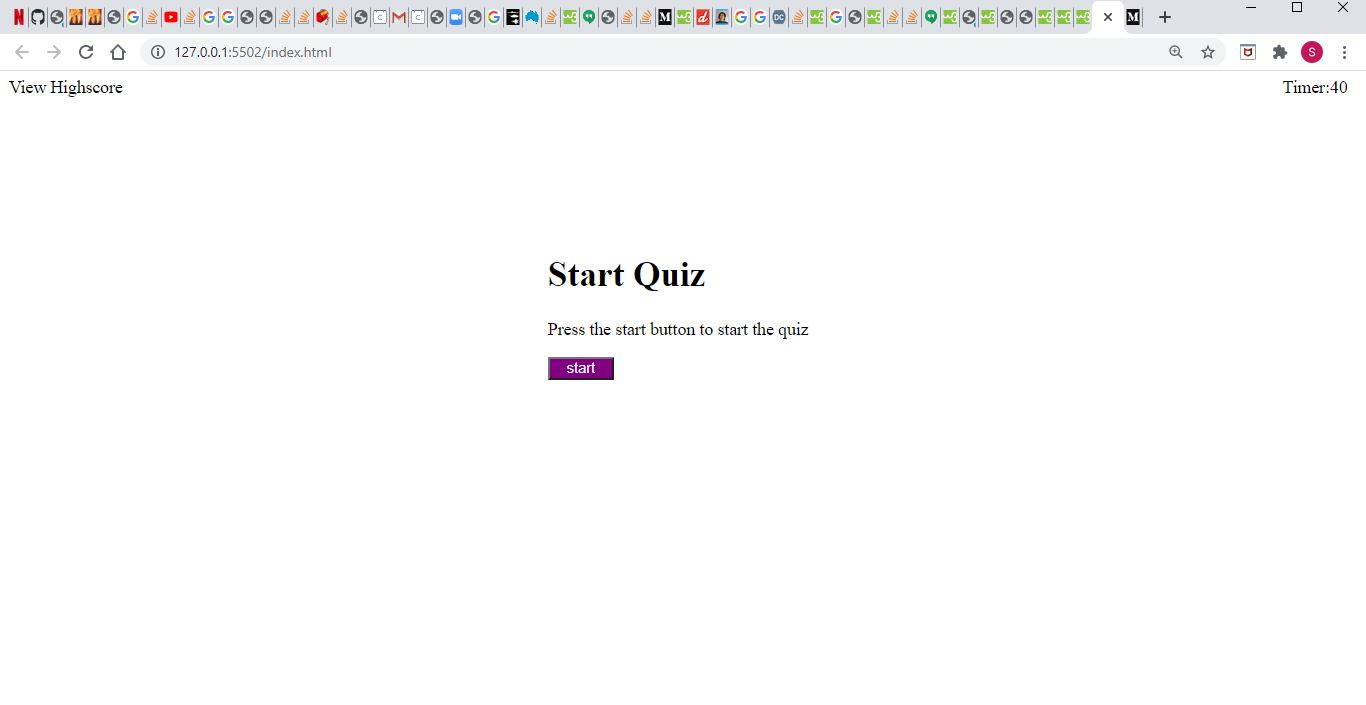 127.0.0.1:5502/index.html
S
View Highscore
Timer:40
Start Quiz
Press the start button to start the quiz
start